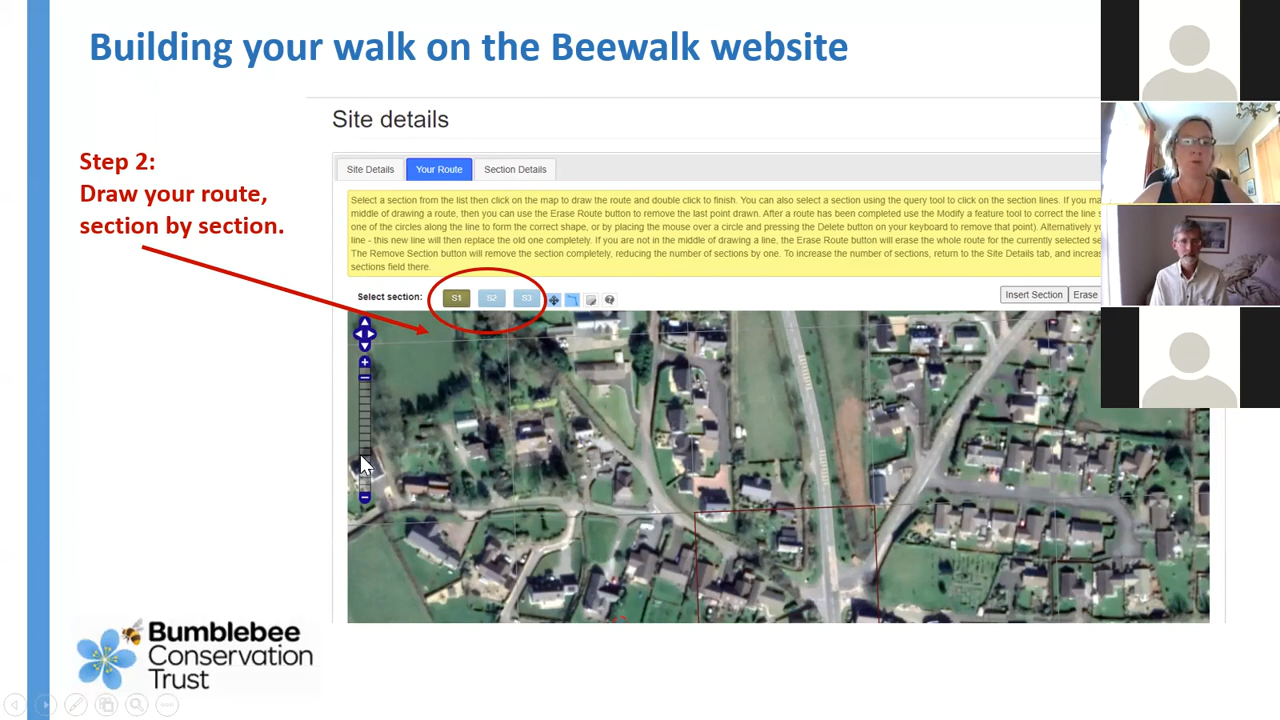 Building your walk on the Beewalk website
Site details
Step 2:
Draw your route,
section by section.
Site Details
Your Route
Section Details
Select a section from the list then click on the map to draw the route and double click to finish. You can also select a section using the query tool to click on the section lines. If you ma
middle of drawing a route, then you can use the Erase Route button to remove the last point drawn. After a route has been completed use the Modify a feature tool to correct the line s
one of the circles along the line to form the correct shape, or by placing the mouse over a circle and pressing the Delete button on your keyboard to remove that point). Alternatively yo
line - this new line will then replace the old one completely. If you are not in the middle of drawing a line, the Erase Route button will erase the whole route for the currently selected se
The Remove Section button will remove the section completely, reducing the number of sections by one. To increase the number of sections, return to the Site Details tab, and increas
sections field there.
Select section:
S1
S2
S3
Insert Section
Erase
Bumblebee
Conservation
Trust